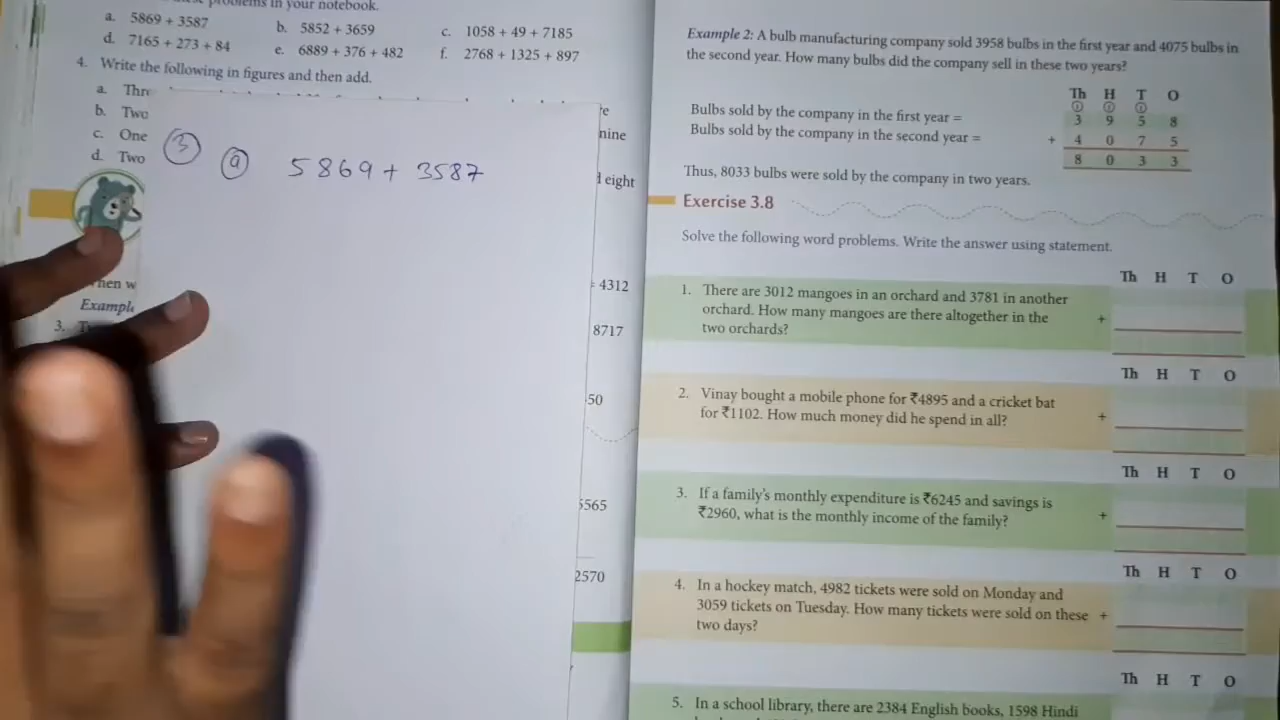 problems in your notebook.
a. 5869 + 3587 b. 5852 + 3659 c. 1058 + 49 + 7185
d. 7165 + 273 + 84 e. 6889 + 376 + 482 f. 2768 + 1325 + 897
4. Write the following in figures and then add.
a.
b. Two
c. One nine
d. Two
eight
3 a 5869 + 3587
= 4312
3.
8717
50
2570
Example 2: A bulb manufacturing company sold 3958 bulbs in the first year and 4075 bulbs in
the second year. How many bulbs did the company sell in these two years?
Th H T O
1 1 1
Bulbs sold by the company in the first year = 3 9 5 8
Bulbs sold by the company in the second year = + 4 0 7 5
8 0 3 3
Thus, 8033 bulbs were sold by the company in two years.
Exercise 3.8
Solve the following word problems. Write the answer using statement.
Th H T O
1. There are 3012 mangoes in an orchard and 3781 in another
orchard. How many mangoes are there altogether in the +
two orchards?
Th H T O
2. Vinay bought a mobile phone for ₹4895 and a cricket bat
for ₹1102. How much money did he spend in all? +
Th H T O
3. If a family's monthly expenditure is ₹6245 and savings is
₹2960, what is the monthly income of the family? +
Th H T O
4. In a hockey match, 4982 tickets were sold on Monday and
3059 tickets on Tuesday. How many tickets were sold on these +
two days?
Th H T O
5. In a school library, there are 2384 English books, 1598 Hindi